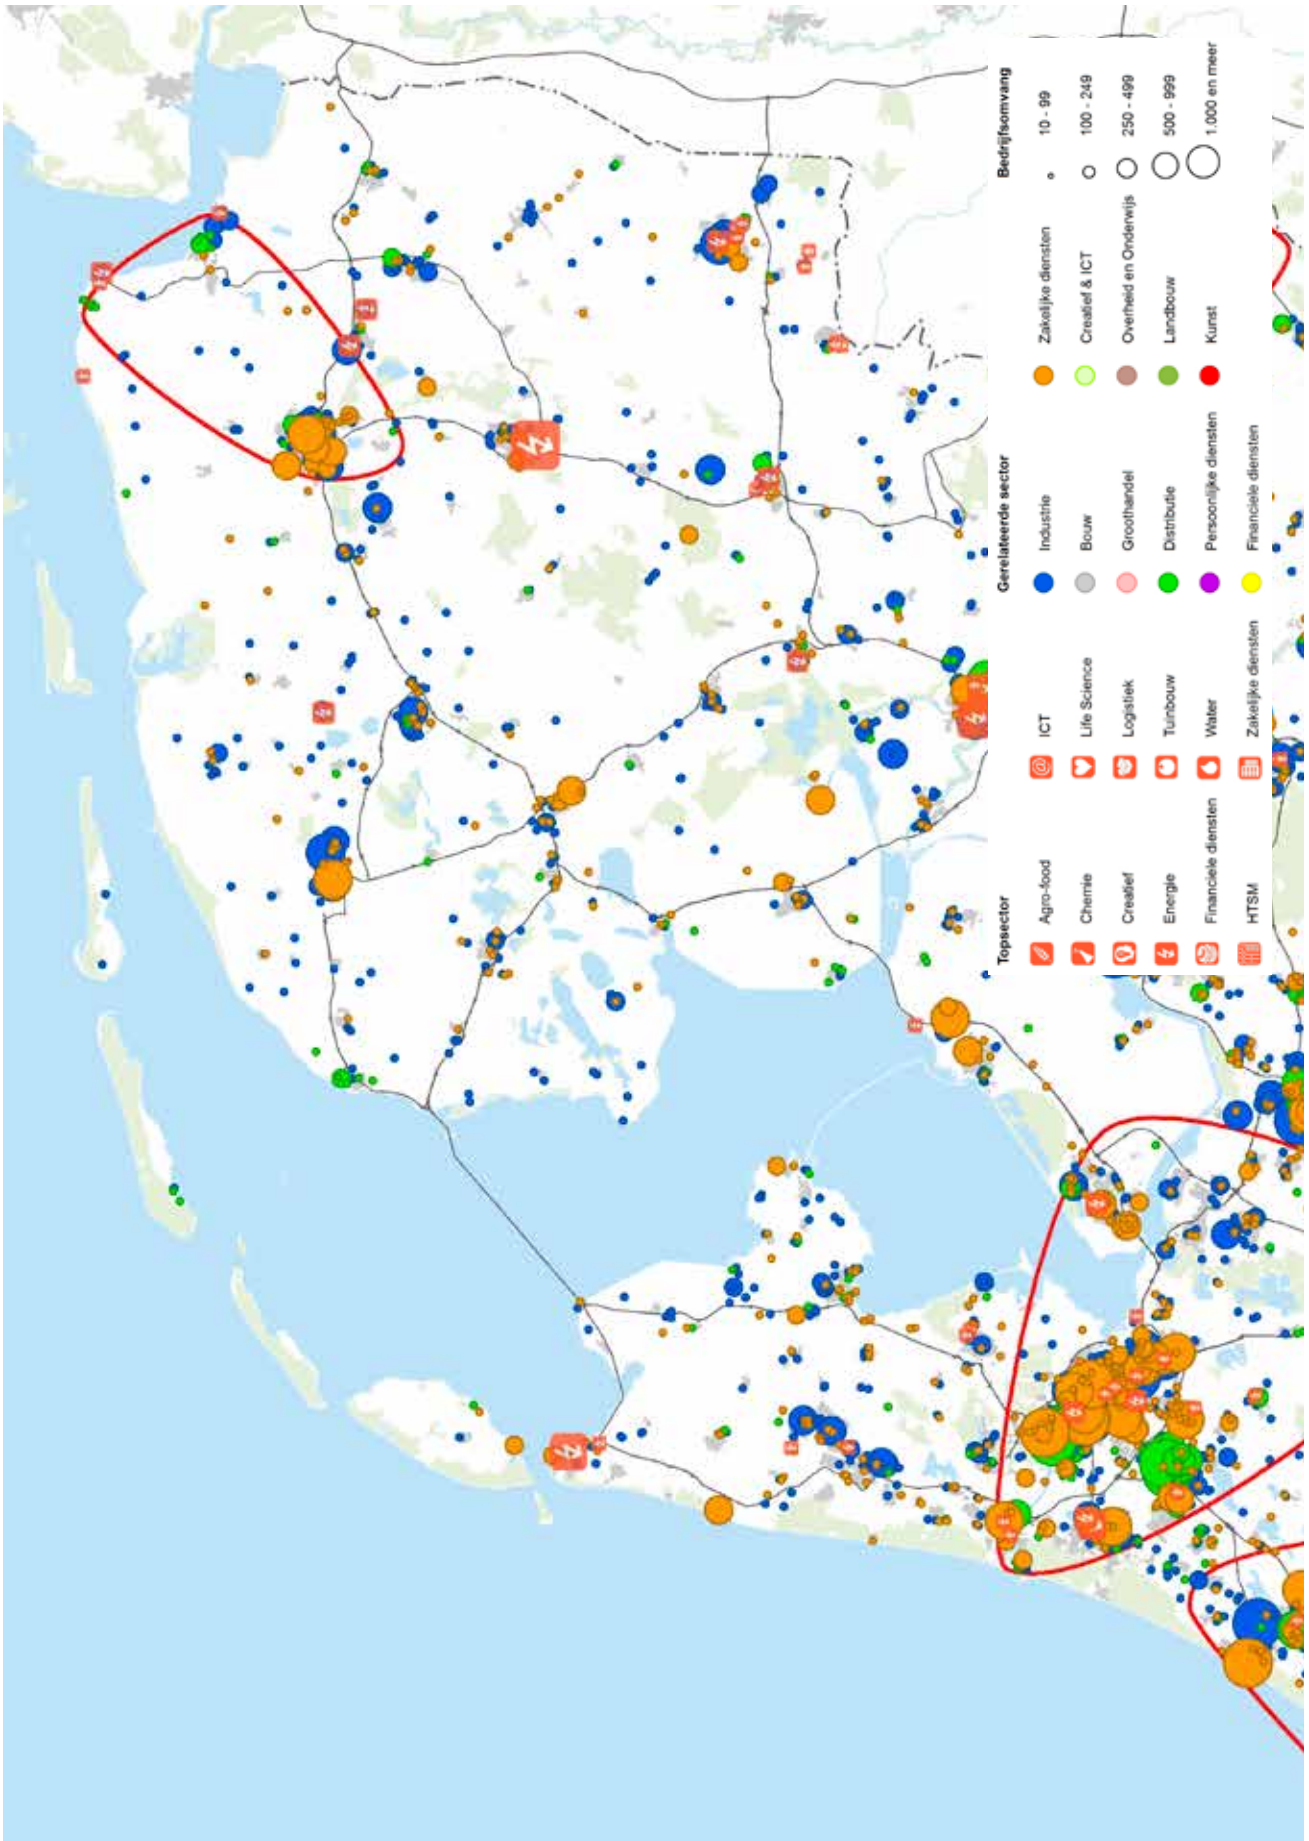 Topsector
Agro-food
Chemie
Creatief
Energie
Financiele diensten
HTSM
ICT
Life Science
Logistiek
Tuinbouw
Water
Zakelijke diensten
Gerelateerde sector
Industrie
Bouw
Groothandel
Distributie
Persoonlijke diensten
Financiele diensten
Zakelijke diensten
Creatief & ICT
Overheid en Onderwijs
Landbouw
Kunst
Bedrijfsomvang
10 - 99
100 - 249
250 - 499
500 - 999
1.000 en meer